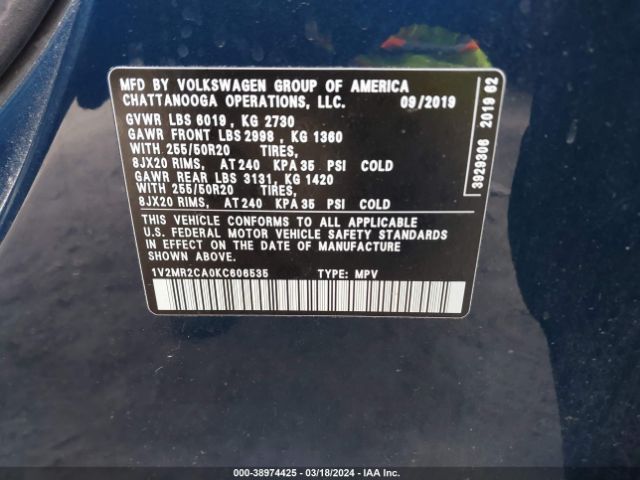 MFD BY VOLKSWAGEN GROUP OF AMERICA
CHATTANOOGA OPERATIONS, LLC. 09/2019
GVWR LBS 6019 , KG 2730
GAWR FRONT LBS 2998 , KG 1360
WITH 255/50R20 TIRES,
8JX20 RIMS, AT 240 KPA 35 PSI COLD
GAWR REAR LBS 3131, KG 1420
WITH 255/50R20 TIRES,
8JX20 RIMS, AT 240 KPA 35 PSI COLD
THIS VEHICLE CONFORMS TO ALL APPLICABLE
U.S. FEDERAL MOTOR VEHICLE SAFETY STANDARDS
IN EFFECT ON THE DATE OF MANUFACTURE
SHOWN ABOVE.
1V2MR2CA0KC606535 TYPE: MPV
3929306 2019 62
© COPART - 38974425 - 03/18/2024 - IAA Inc.